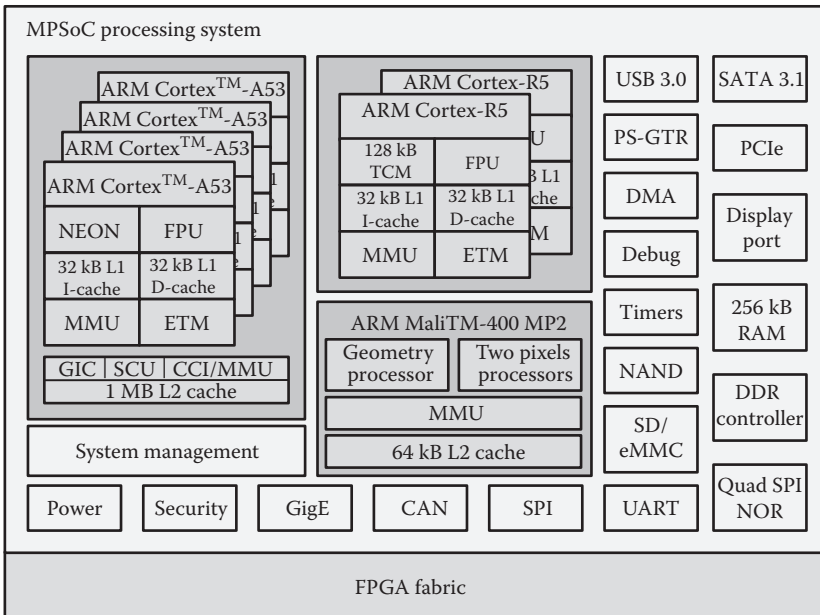 MPSoC processing system
ARM Cortex™-A53
ARM Cortex™-A53
ARM Cortex™-A53
ARM Cortex™-A53
NEON
FPU
32 kB L1
I-cache
32 kB L1
D-cache
MMU
ETM
GIC
SCU
CCI/MMU
1 MB L2 cache
ARM Cortex-R5
ARM Cortex-R5
128 kB
TCM
FPU
32 kB L1
I-cache
32 kB L1
D-cache
MMU
ETM
ARM MaliTM-400 MP2
Geometry
processor
Two pixels
processors
MMU
64 kB L2 cache
USB 3.0
SATA 3.1
PS-GTR
PCIe
DMA
Display
port
Debug
Timers
256 kB
RAM
NAND
DDR
controller
SD/
eMMC
System management
Power
Security
GigE
CAN
SPI
UART
Quad SPI
NOR
FPGA fabric